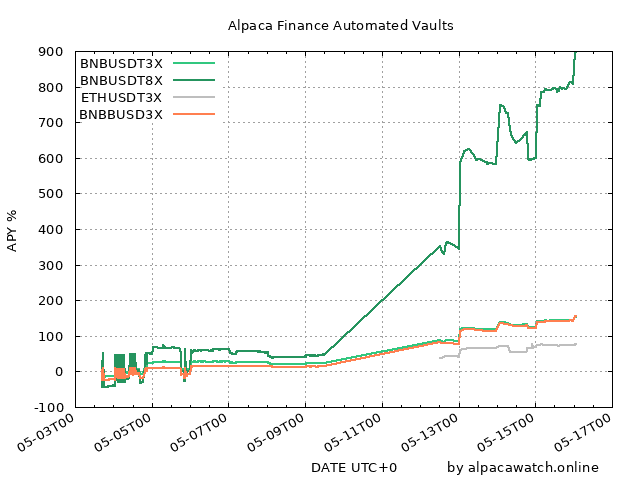 Alpaca Finance Automated Vaults
BNBUSDT3X
BNBUSDT8X
ETHUSDT3X
BNBBUSD3X
900
800
700
600
500
400
300
200
100
0
-100
APY %
05-03T00
05-05T00
05-07T00
05-09T00
05-11T00
05-13T00
05-15T00
05-17T00
DATE UTC+0
by alpacawatch.online